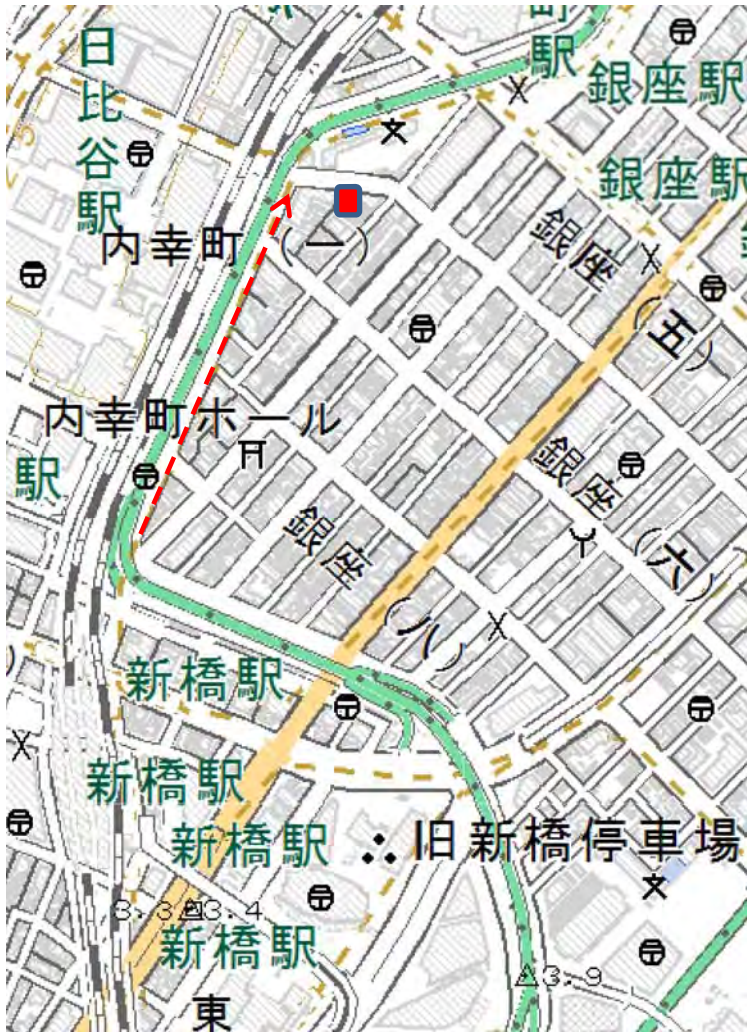 町
駅
日比谷駅
銀座駅
銀座駅
内幸町(一)
銀座(五)
内幸町ホール
駅
銀座(六)
銀座(八)
新橋駅
新橋駅
新橋駅
旧新橋停車場
3.3
3.4
新橋駅
3.9
東